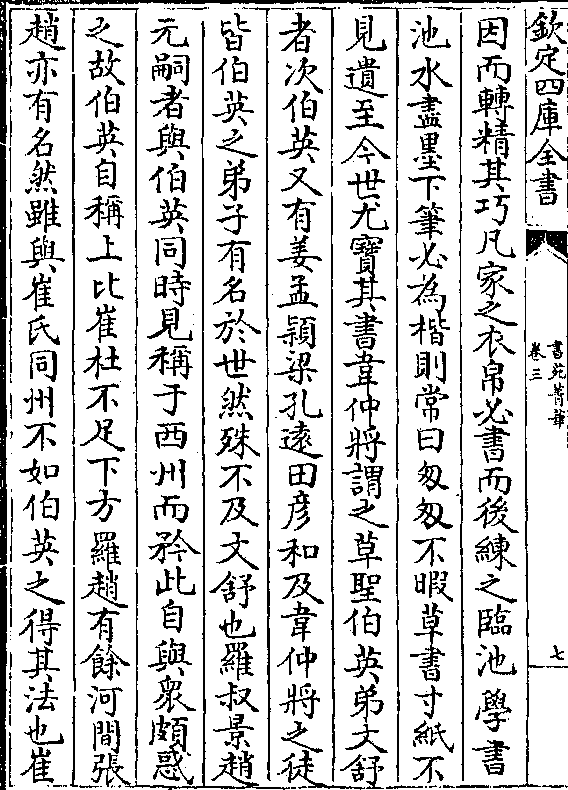 欽定四庫全書
書苑菁華
卷三
七
因而轉精其巧凡家之衣帛必書而後練之臨池學書
池水盡墨下筆必為楷則常曰匆匆不暇草書寸紙不
見遺至今世尤寶其書韋仲將謂之草聖伯英弟文舒
者次伯英又有姜孟頴梁孔逵田彦和及韋仲將之徒
皆伯英之弟子有名於世然殊不及文舒也羅叔景趙
元嗣者與伯英同時見稱于西州而矜此自與衆頗惑
之故伯英自稱上比崔杜不足下方羅趙有餘河間張
趙亦有名然雖與崔氏同州不如伯英之得其法也崔